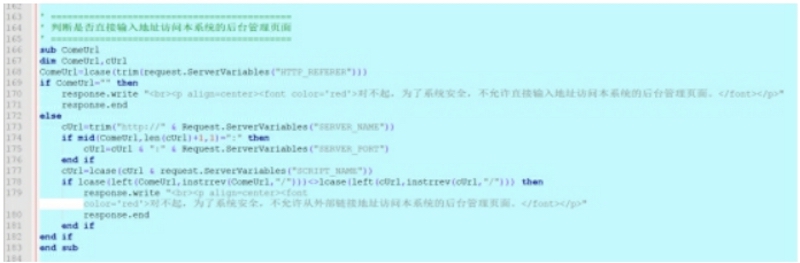 162
163 ' ==========================================
164 ' 判断是否直接输入地址访问本系统的后台管理页面
165 ' ==========================================
166 sub ComeUrl
167 dim ComeUrl,cUrl
168 ComeUrl=lcase(trim(request.ServerVariables("HTTP_REFERER")))
169 if ComeUrl="" then
170 response.write "<br><p align=center><font color='red'>对不起，为了系统安全，不允许直接输入地址访问本系统的后台管理页面。</font></p>"
171 response.end
172 else
173 cUrl=trim("http://" & Request.ServerVariables("SERVER_NAME"))
174 if mid(ComeUrl,len(cUrl)+1,1)=":" then
175 cUrl=cUrl & ":" & Request.ServerVariables("SERVER_PORT")
176 end if
177 cUrl=lcase(cUrl & request.ServerVariables("SCRIPT_NAME"))
178 if lcase(left(ComeUrl,instrrev(ComeUrl,"/")))<>lcase(left(cUrl,instrrev(cUrl,"/"))) then
179 response.write "<br><p align=center><font
color='red'>对不起，为了系统安全，不允许从外部链接地址访问本系统的后台管理页面。</font></p>"
180 response.end
181 end if
182 end if
183 end sub
184